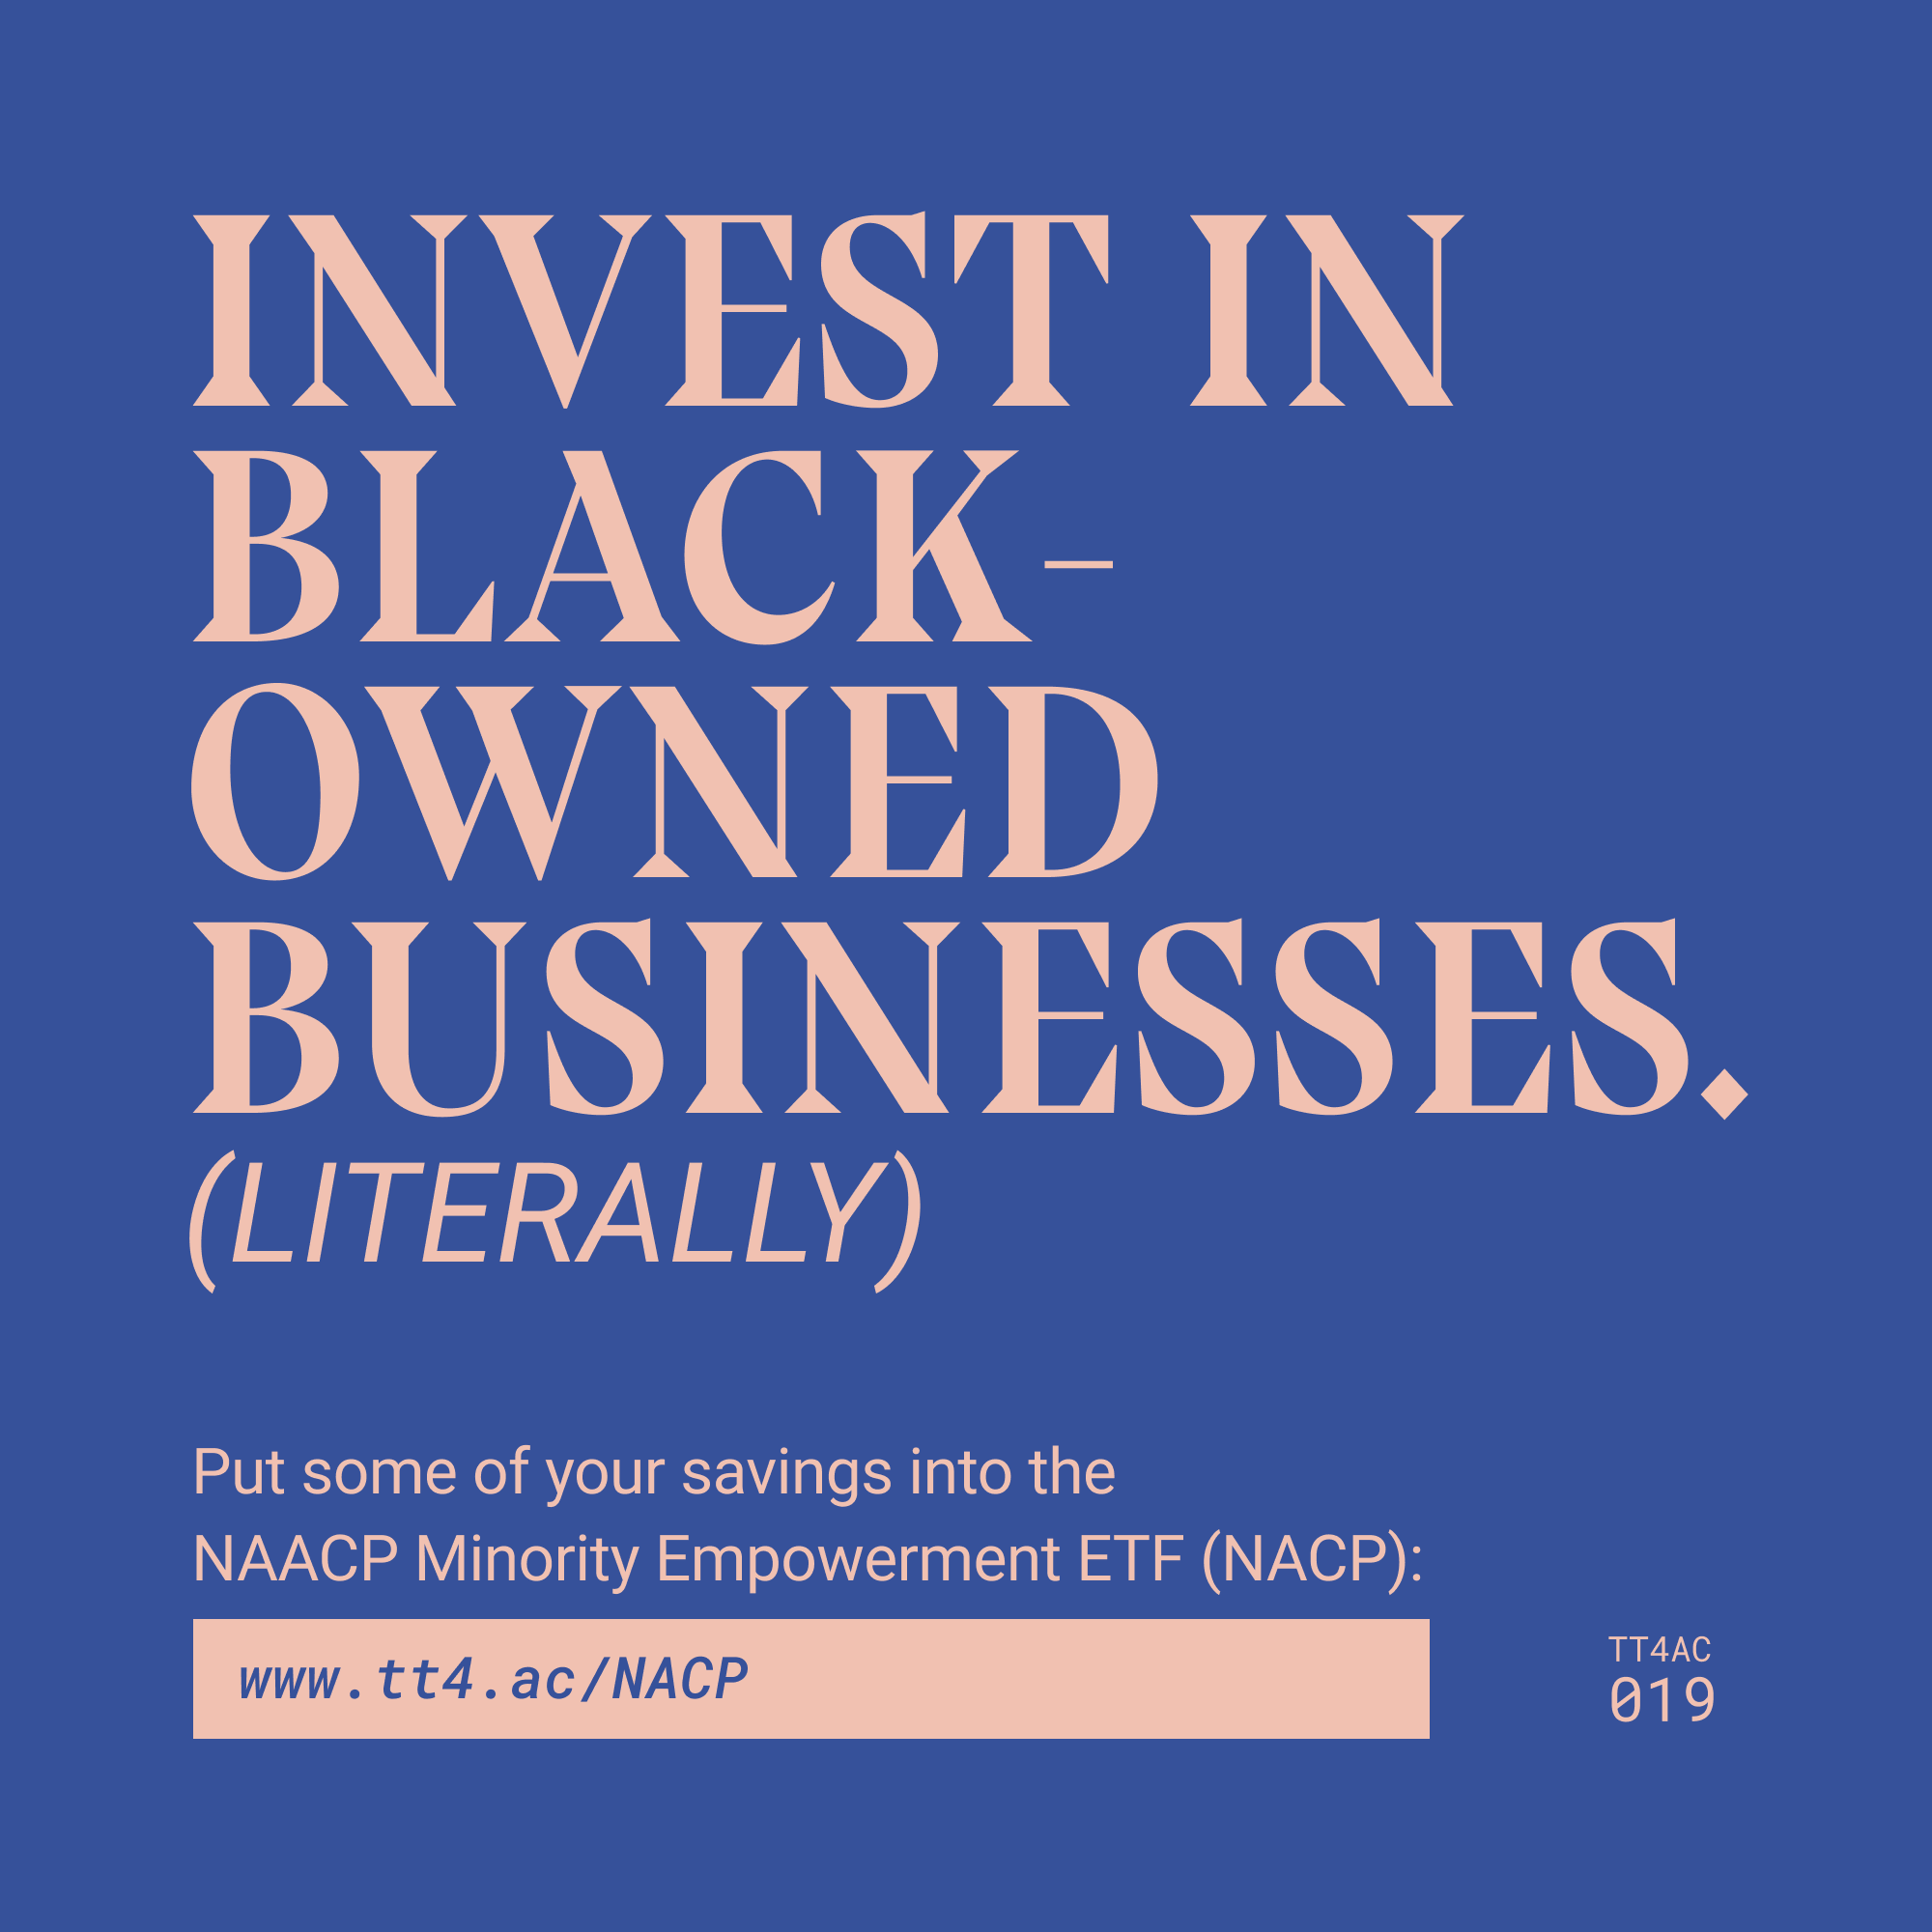 INVEST IN
BLACK-
OWNED
BUSINESSES.
(LITERALLY)
Put some of your savings into the
NAACP Minority Empowerment ETF (NACP):
www.tt4.ac/NACP
TT4AC
019